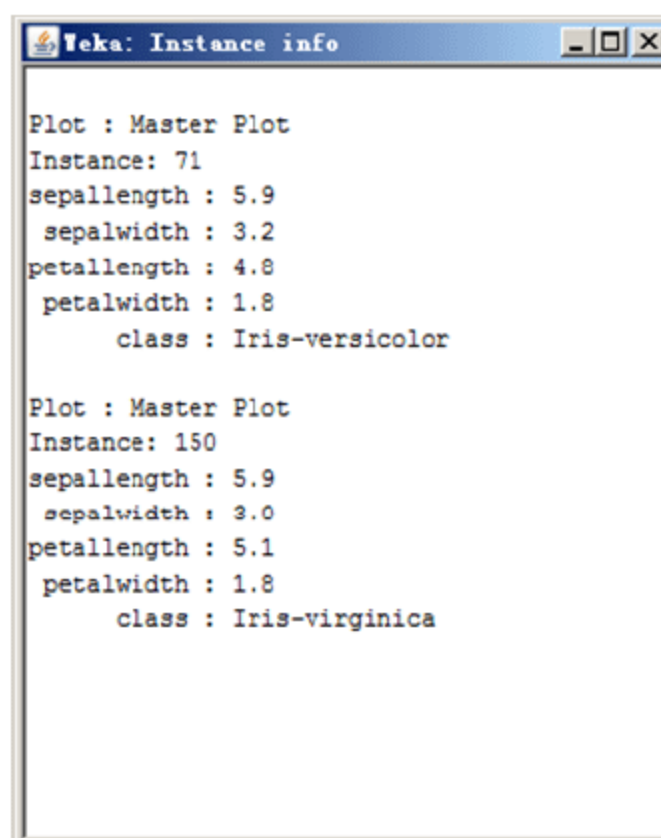 Weka: Instance info
Plot : Master Plot
Instance: 71
sepallength : 5.9
sepalwidth : 3.2
petallength : 4.8
petalwidth : 1.8
class : Iris-versicolor
Plot : Master Plot
Instance: 150
sepallength : 5.9
sepalwidth : 3.0
petallength : 5.1
petalwidth : 1.8
class : Iris-virginica